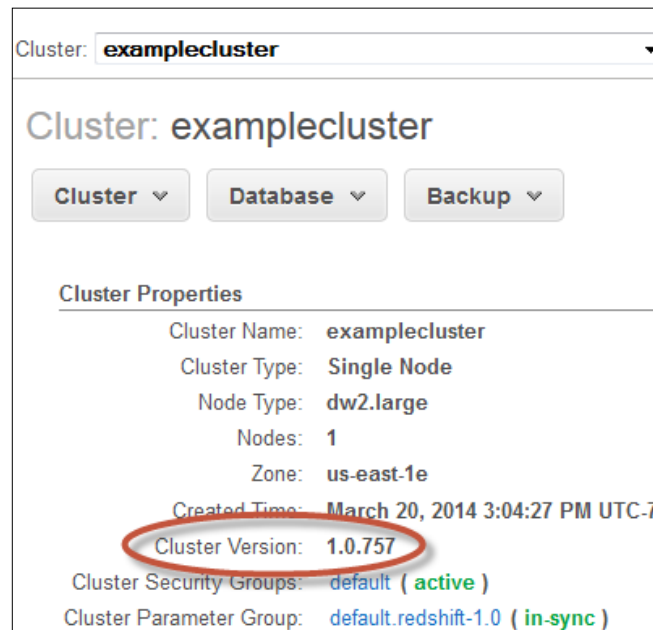 Cluster: examplecluster
Cluster: examplecluster
Cluster Database Backup
Cluster Properties
Cluster Name: examplecluster
Cluster Type: Single Node
Node Type: dw2.large
Nodes: 1
Zone: us-east-1e
Created Time: March 20, 2014 3:04:27 PM UTC-7
Cluster Version: 1.0.757
Cluster Security Groups: default ( active )
Cluster Parameter Group: default.redshift-1.0 ( in-sync )